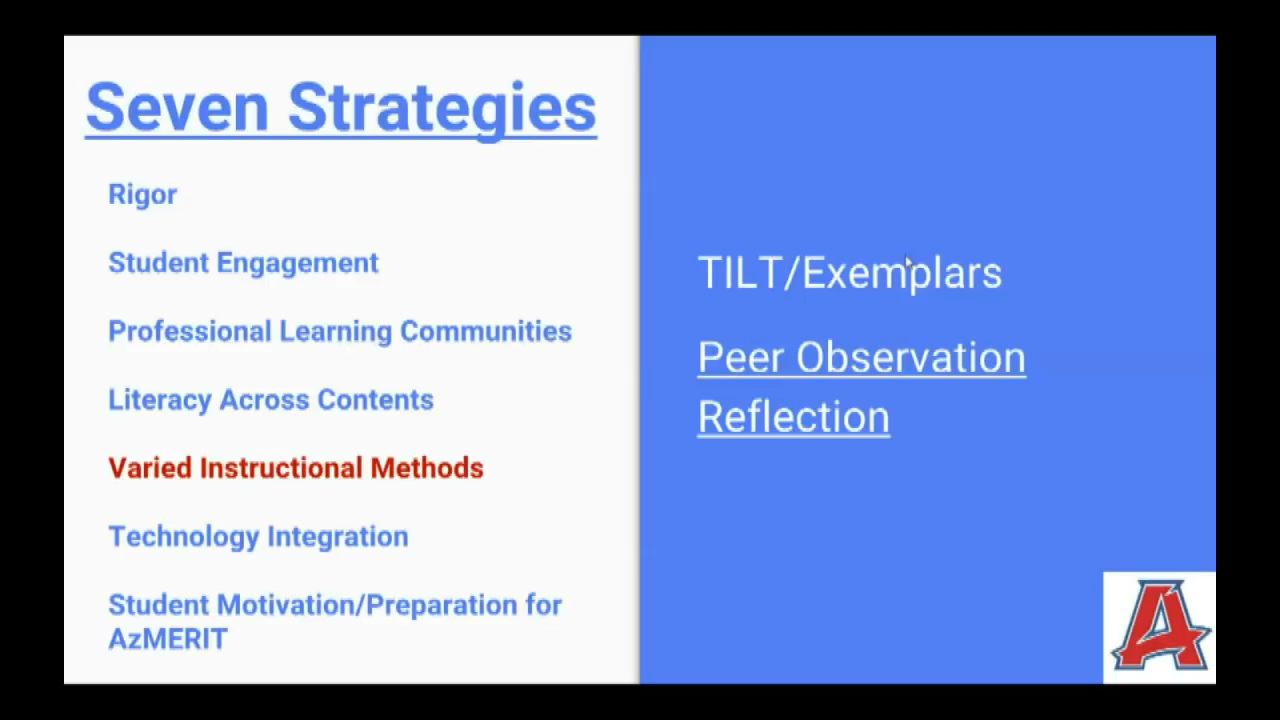 Seven Strategies
Rigor
Student Engagement
Professional Learning Communities
Literacy Across Contents
Varied Instructional Methods
Technology Integration
Student Motivation/Preparation for
AzMERIT
TILT/Exemplars
Peer Observation
Reflection
A